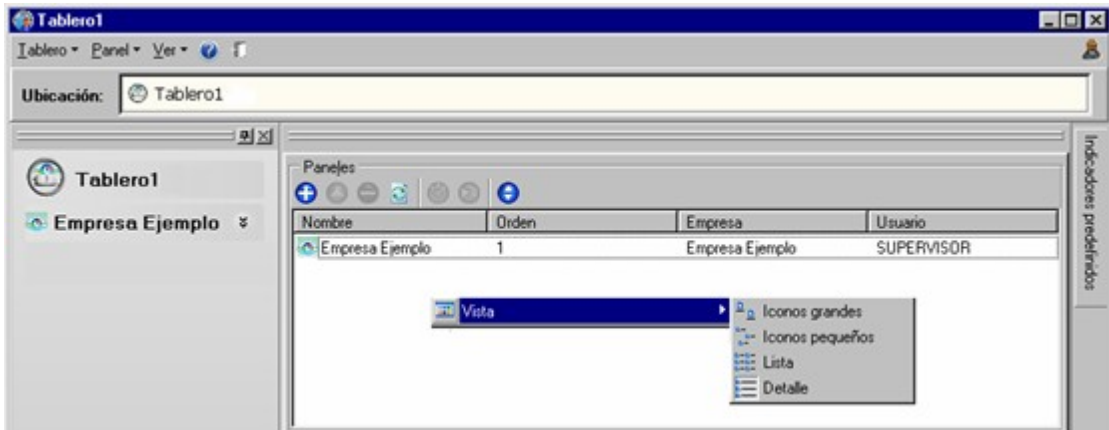 Tablero1
Tablero Panel Ver
Ubicación: Tablero1
Tablero1
Empresa Ejemplo
Paneles
Nombre Orden Empresa Usuario
Empresa Ejemplo 1 Empresa Ejemplo SUPERVISOR
Vista
Iconos grandes
Iconos pequeños
Lista
Detalle
Indicadores predefinidos